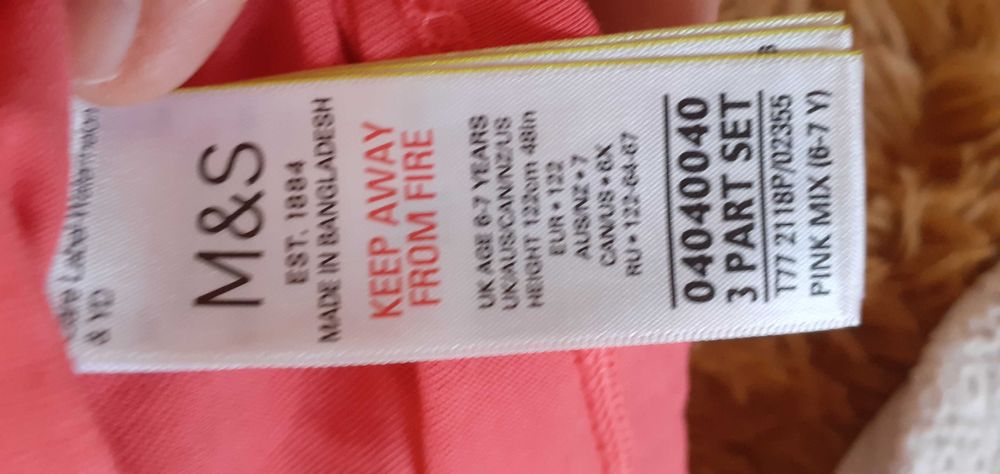 M&S
EST. 1884
MADE IN BANGLADESH
KEEP AWAY
FROM FIRE
UK AGE 6-7 YEARS
UK/AUS/CAN/NZ/US
HEIGHT 122cm 48in
EUR • 122
AUS/NZ • 7
CAN/US • 6X
RU • 122-64-57
04040040
3 PART SET
T77 2118P/02355
PINK MIX (6-7 Y)